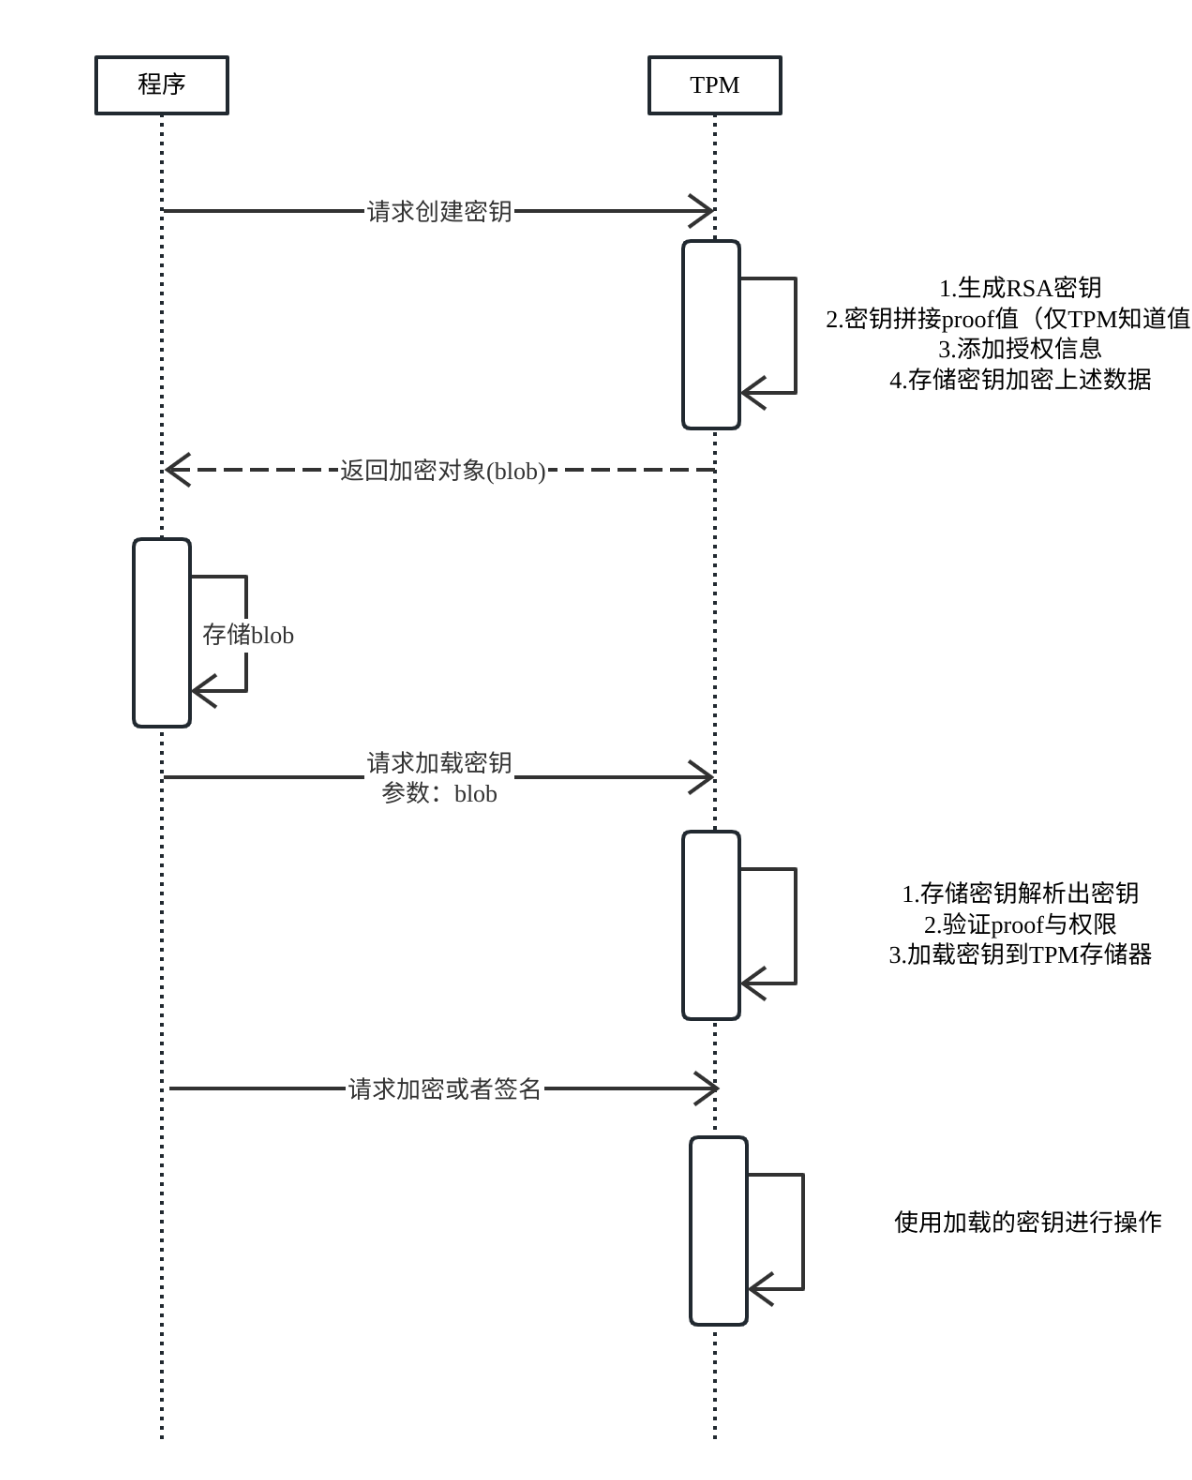 程序
TPM
请求创建密钥
1.生成RSA密钥
2.密钥拼接proof值（仅TPM知道值
3.添加授权信息
4.存储密钥加密上述数据
返回加密对象(blob)
存储blob
请求加载密钥
参数：blob
1.存储密钥解析出密钥
2.验证proof与权限
3.加载密钥到TPM存储器
请求加密或者签名
使用加载的密钥进行操作